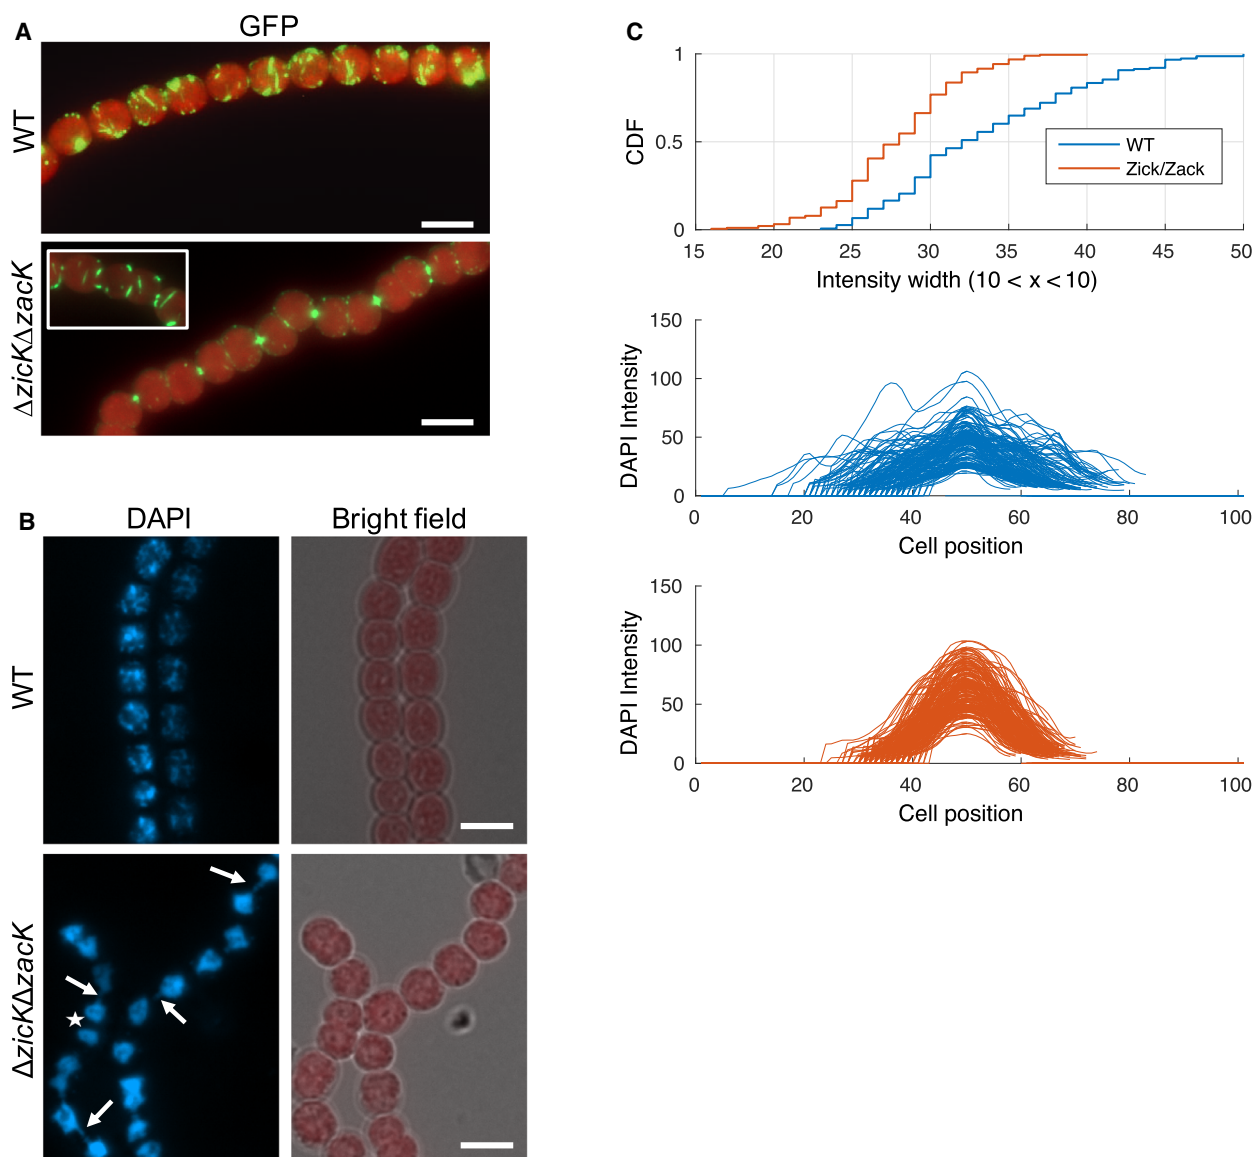 A
GFP
WT
ΔzicKΔzacK
B
DAPI
Bright field
WT
ΔzicKΔzacK
C
CDF
1
0.5
0
WT
Zick/Zack
15 20 25 30 35 40 45 50
Intensity width (10 < x < 10)
DAPI Intensity
150
100
50
0
0 20 40 60 80 100
Cell position
DAPI Intensity
150
100
50
0
0 20 40 60 80 100
Cell position